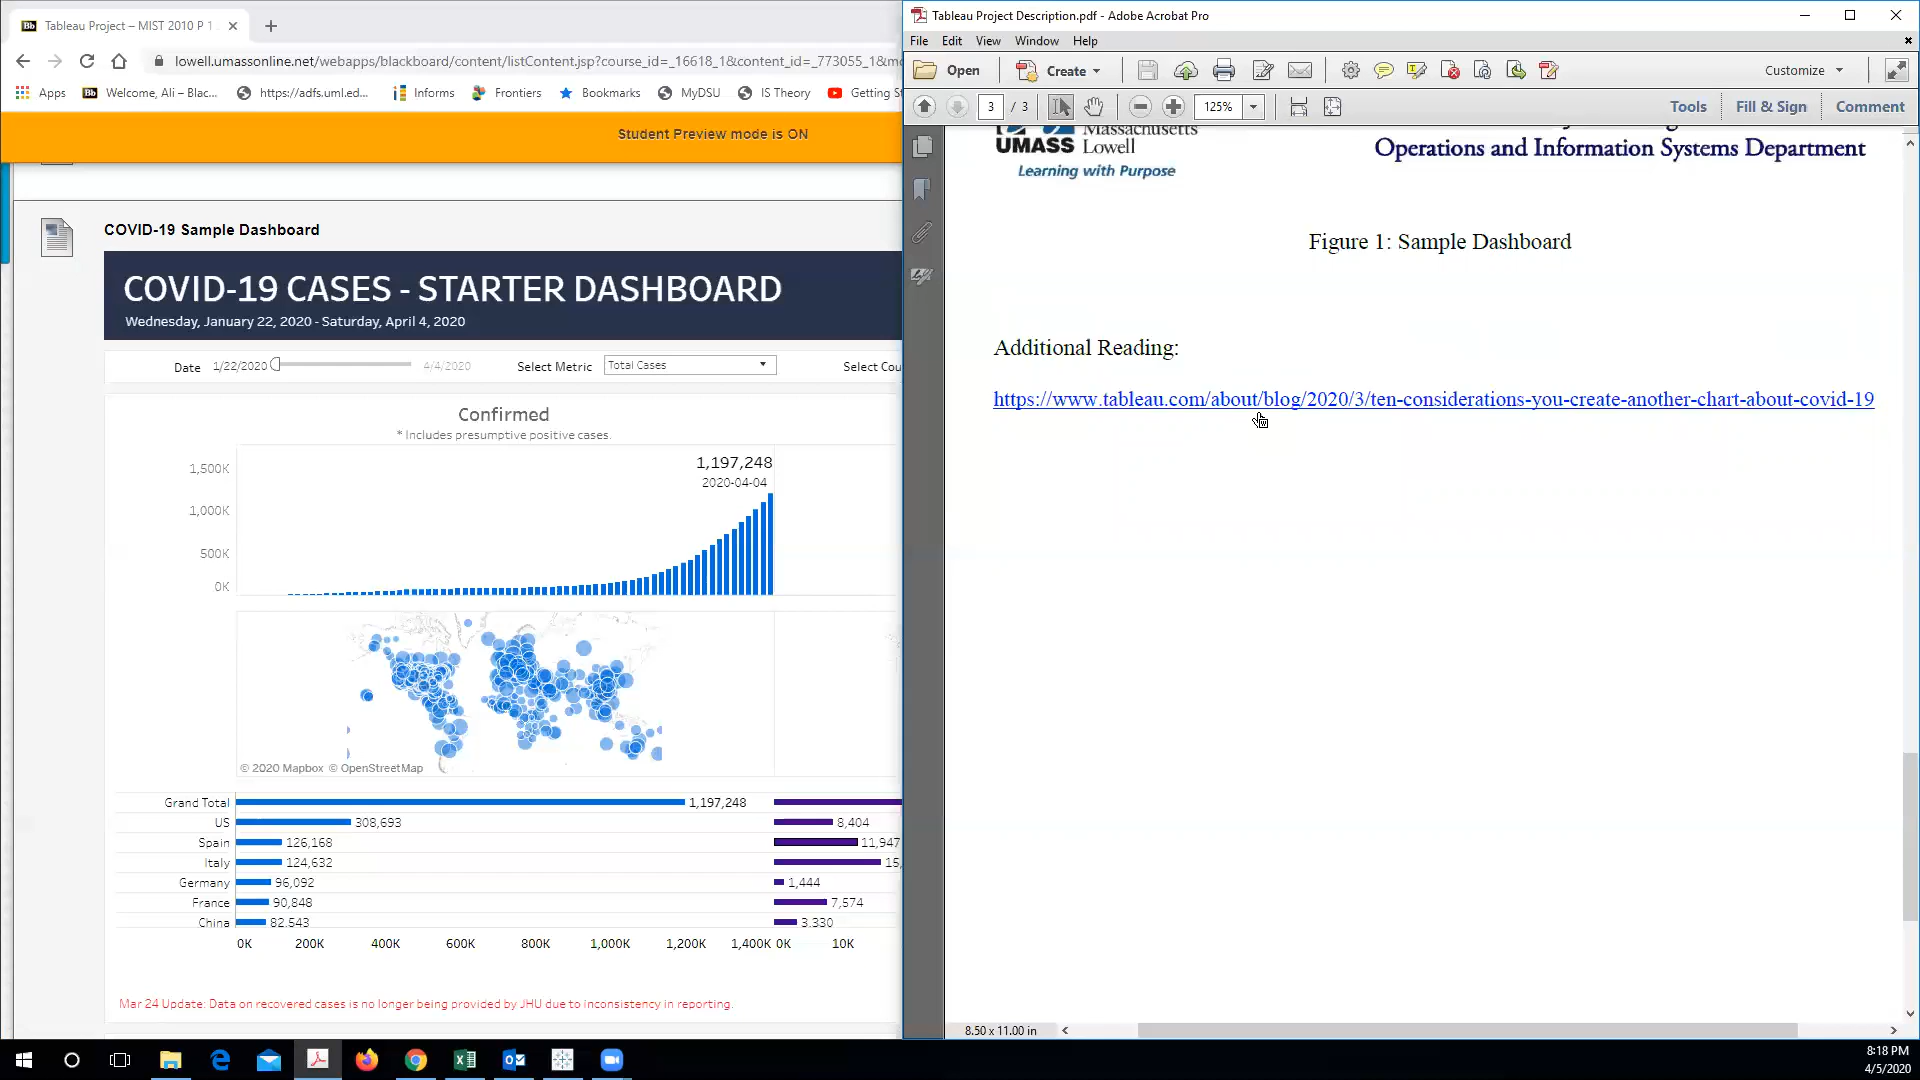 Tableau Project – MIST 2010 P 1
lowell.umassonline.net/webapps/blackboard/content/listContent.jsp?course_id=_16618_1&content_id=_773055_1&mo
Apps
Bb Welcome, Ali – Blac...
https://adfs.uml.ed...
Informs
Frontiers
Bookmarks
MyDSU
IS Theory
Getting S
Student Preview mode is ON
COVID-19 Sample Dashboard
COVID-19 CASES - STARTER DASHBOARD
Wednesday, January 22, 2020 - Saturday, April 4, 2020
Date 1/22/2020 4/4/2020 Select Metric Total Cases Select Cou
Confirmed
* Includes presumptive positive cases.
1,500K
1,000K
500K
0K
1,197,248
2020-04-04
© 2020 Mapbox © OpenStreetMap
Grand Total 1,197,248
US 308,693 8,404
Spain 126,168 11,947
Italy 124,632 15,
Germany 96,092 1,444
France 90,848 7,574
China 82,543 3,330
0K 200K 400K 600K 800K 1,000K 1,200K 1,400K 0K 10K
Mar 24 Update: Data on recovered cases is no longer being provided by JHU due to inconsistency in reporting.
Tableau Project Description.pdf - Adobe Acrobat Pro
File Edit View Window Help
Open Create Customize
3 / 3 125% Tools Fill & Sign Comment
Massachusetts
UMASS Lowell
Learning with Purpose
Operations and Information Systems Department
Figure 1: Sample Dashboard
Additional Reading:
https://www.tableau.com/about/blog/2020/3/ten-considerations-you-create-another-chart-about-covid-19
8.50 x 11.00 in
8:18 PM
4/5/2020